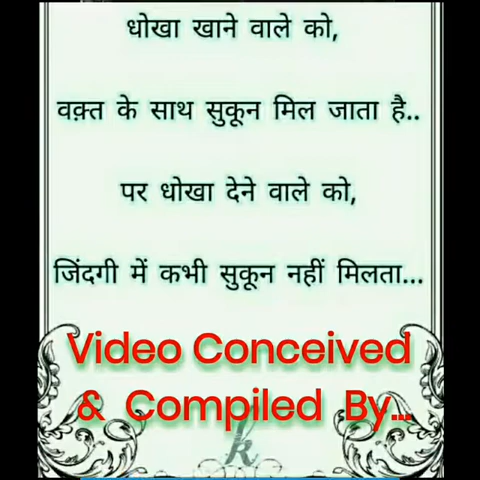 धोखा खाने वाले को,
वक़्त के साथ सुकून मिल जाता है..
पर धोखा देने वाले को,
जिंदगी में कभी सुकून नहीं मिलता...
Video Conceived
& Compiled By...
k